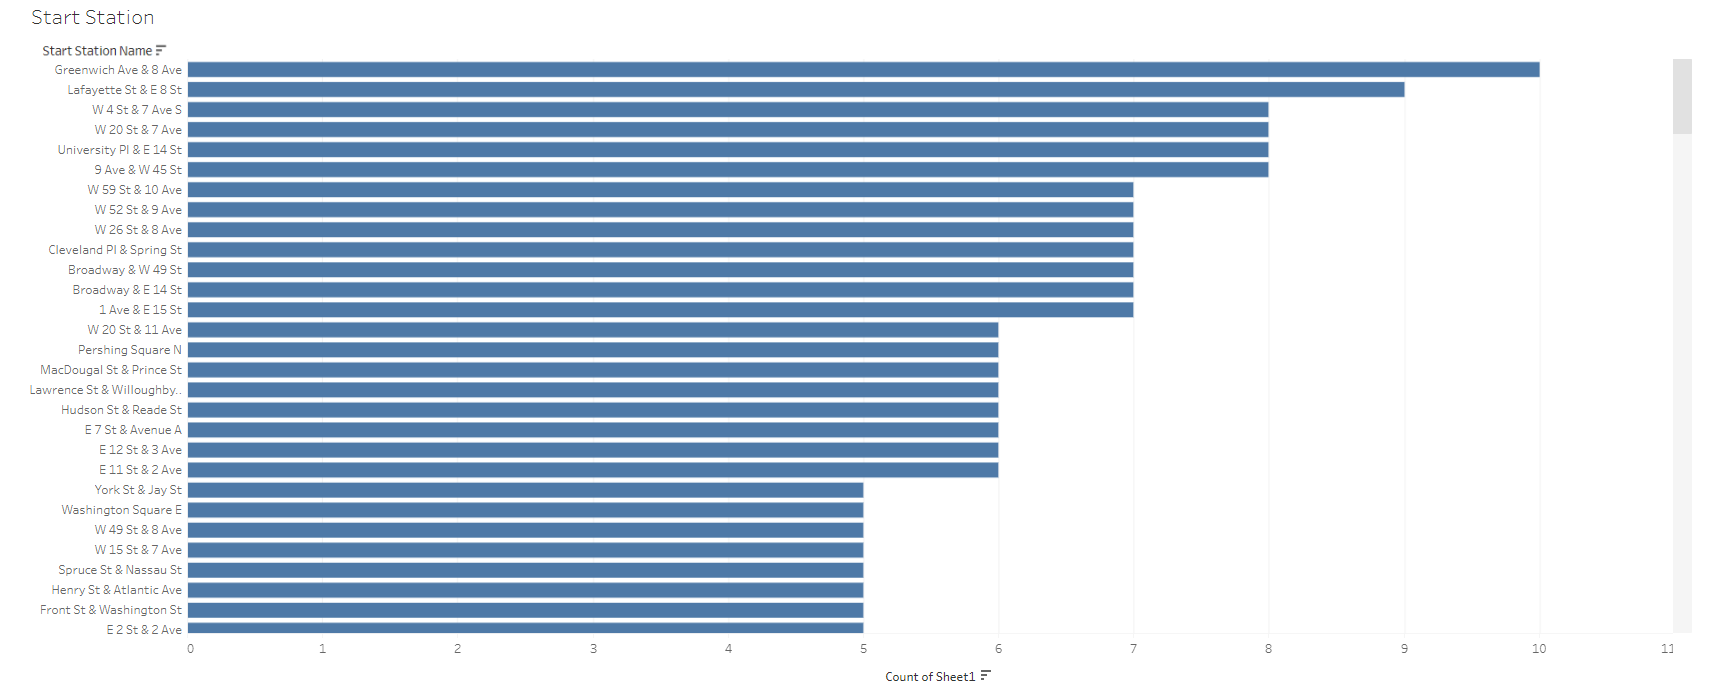 Start Station
Start Station Name
Greenwich Ave & 8 Ave
Lafayette St & E 8 St
W 4 St & 7 Ave S
W 20 St & 7 Ave
University Pl & E 14 St
9 Ave & W 45 St
W 59 St & 10 Ave
W 52 St & 9 Ave
W 26 St & 8 Ave
Cleveland Pl & Spring St
Broadway & W 49 St
Broadway & E 14 St
1 Ave & E 15 St
W 20 St & 11 Ave
Pershing Square N
MacDougal St & Prince St
Lawrence St & Willoughby..
Hudson St & Reade St
E 7 St & Avenue A
E 12 St & 3 Ave
E 11 St & 2 Ave
York St & Jay St
Washington Square E
W 49 St & 8 Ave
W 15 St & 7 Ave
Spruce St & Nassau St
Henry St & Atlantic Ave
Front St & Washington St
E 2 St & 2 Ave
0 1 2 3 4 5 6 7 8 9 10 11
Count of Sheet1